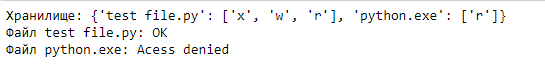 Хранилище: {'test file.py': ['x', 'w', 'r'], 'python.exe': ['r']}
Файл test file.py: OK
Файл python.exe: Acess denied